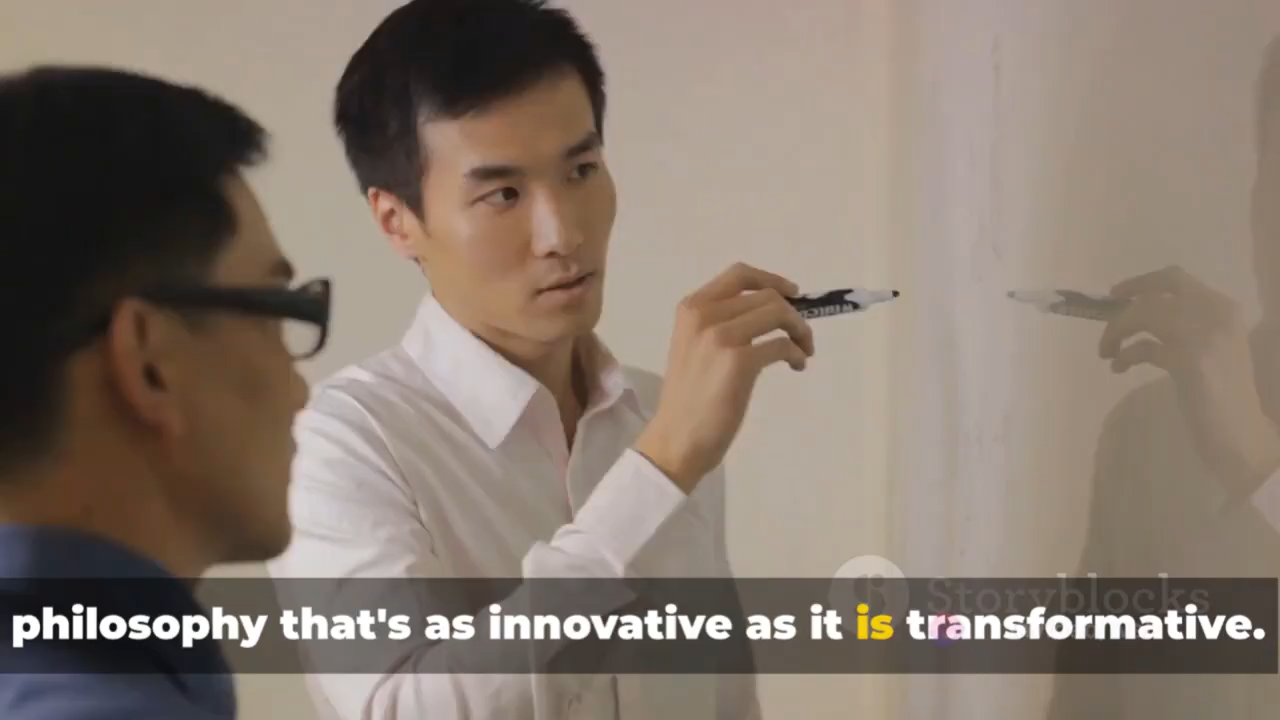 Storyblocks
philosophy that's as innovative as it is transformative.